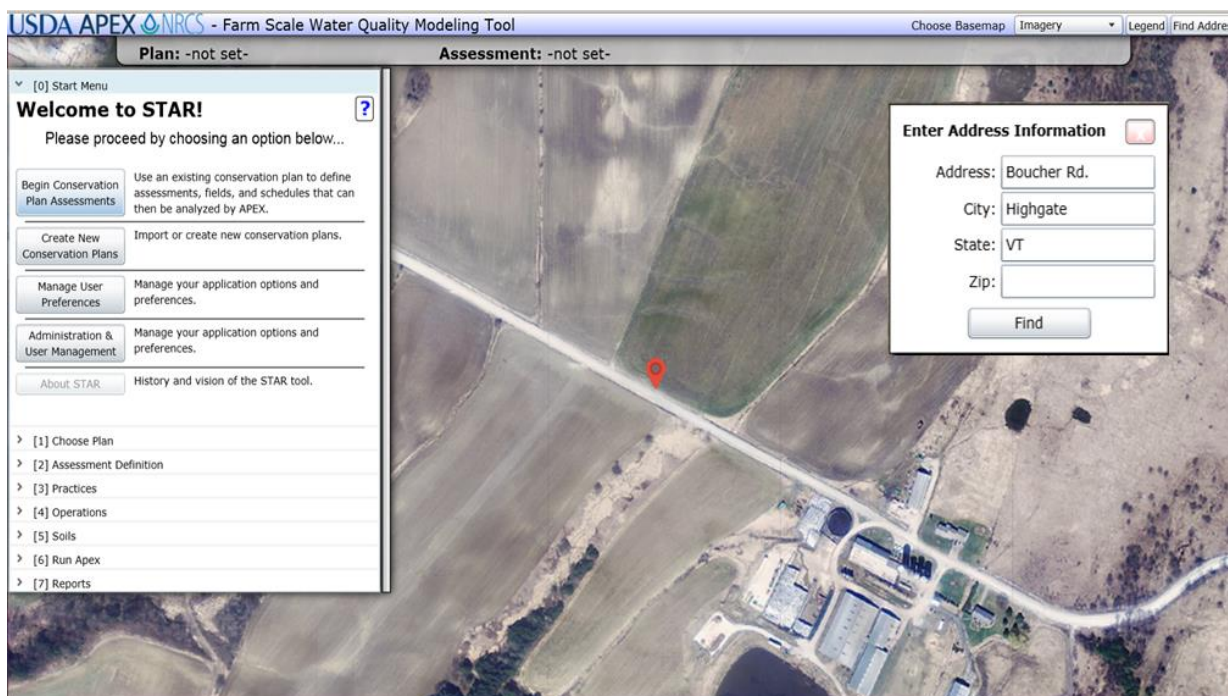 USDA APEX NRCS - Farm Scale Water Quality Modeling Tool
Choose Basemap Imagery Legend Find Addre
Plan: -not set- Assessment: -not set-
[0] Start Menu
Welcome to STAR!
?
Please proceed by choosing an option below...
Begin Conservation
Plan Assessments
Use an existing conservation plan to define
assessments, fields, and schedules that can
then be analyzed by APEX.
Create New
Conservation Plans
Import or create new conservation plans.
Manage User
Preferences
Manage your application options and
preferences.
Administration &
User Management
Manage your application options and
preferences.
About STAR
History and vision of the STAR tool.
[1] Choose Plan
[2] Assessment Definition
[3] Practices
[4] Operations
[5] Soils
[6] Run Apex
[7] Reports
Enter Address Information
Address: Boucher Rd.
City: Highgate
State: VT
Zip:
Find